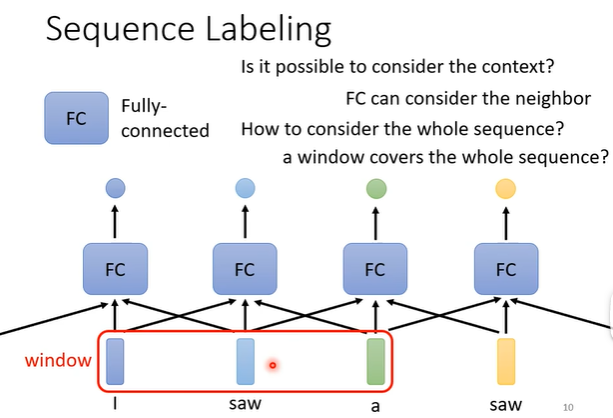 Sequence Labeling
Is it possible to consider the context?
FC
Fully-
connected
FC can consider the neighbor
How to consider the whole sequence?
a window covers the whole sequence?
FC FC FC FC
window
I saw a saw
10